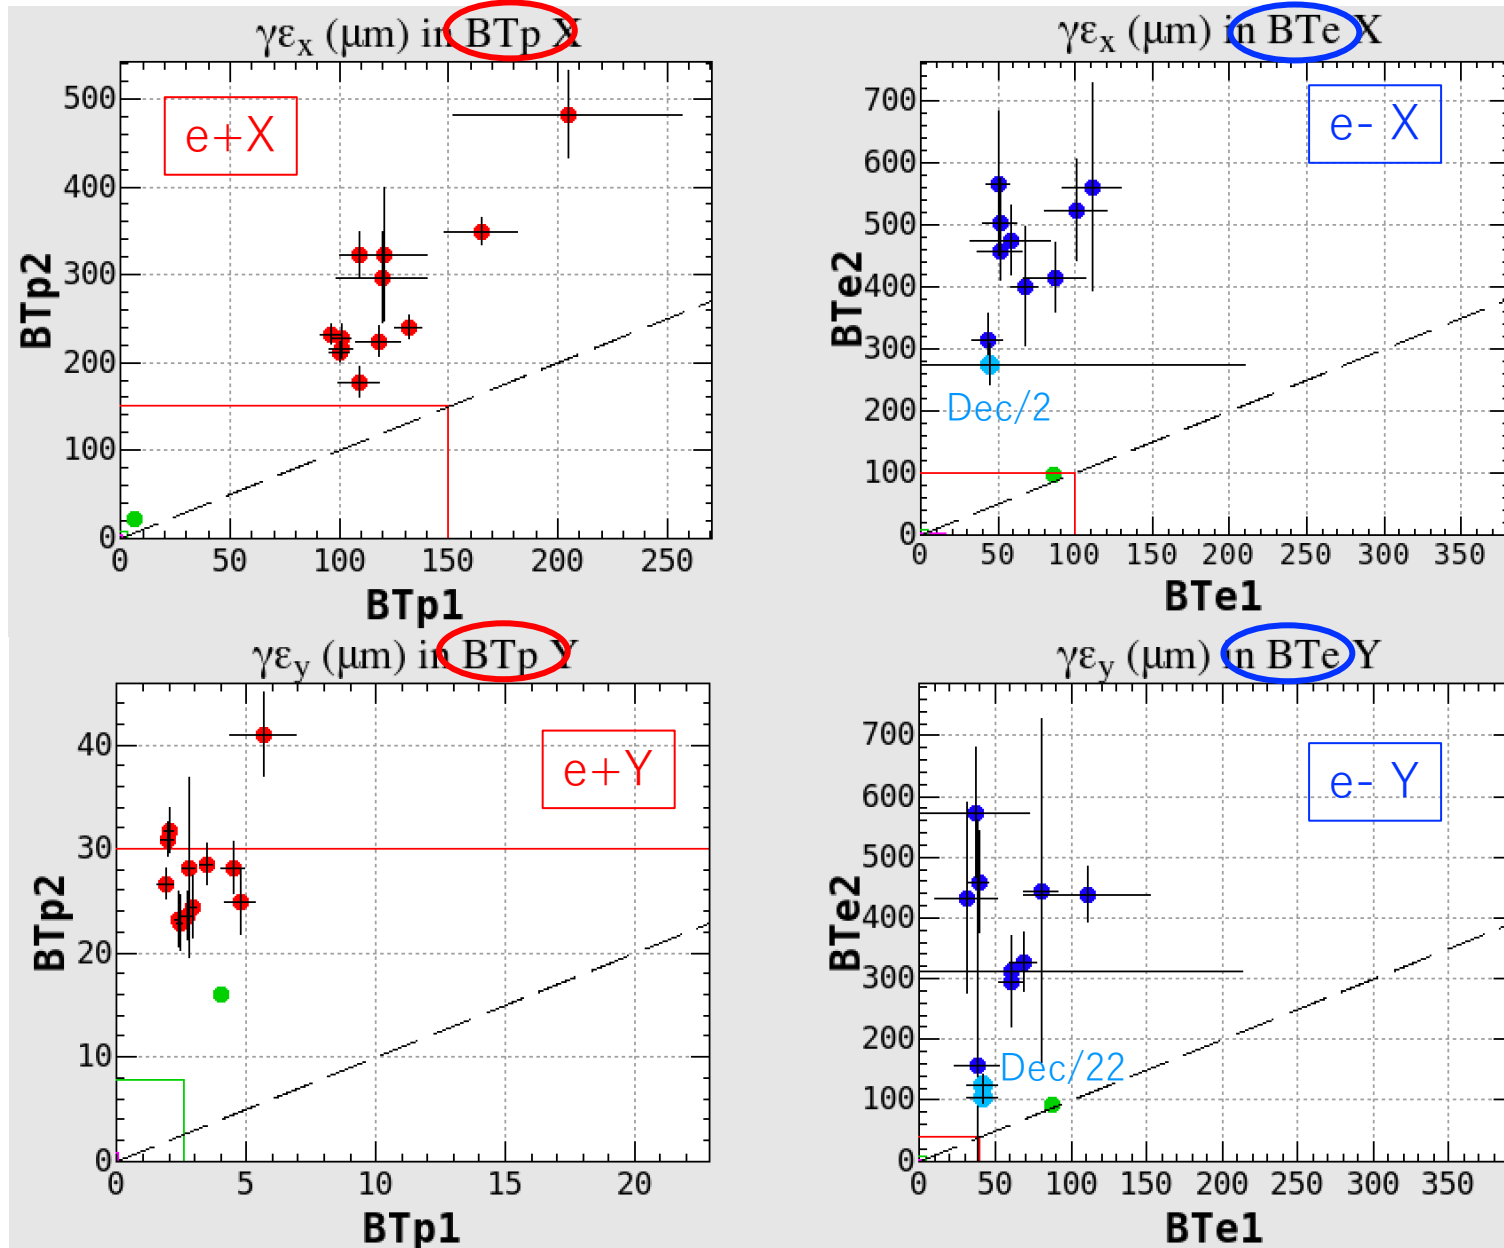 γεx (μm) in BTp X
e+X
500
400
300
200
100
0
BTp2
0 50 100 150 200 250
BTp1
γεx (μm) in BTe X
e- X
700
600
500
400
300
200
100
0
BTe2
Dec/2
0 50 100 150 200 250 300 350
BTe1
γεy (μm) in BTp Y
e+Y
40
30
20
10
0
BTp2
0 5 10 15 20
BTp1
γεy (μm) in BTe Y
e- Y
700
600
500
400
300
200
100
0
BTe2
Dec/22
0 50 100 150 200 250 300 350
BTe1